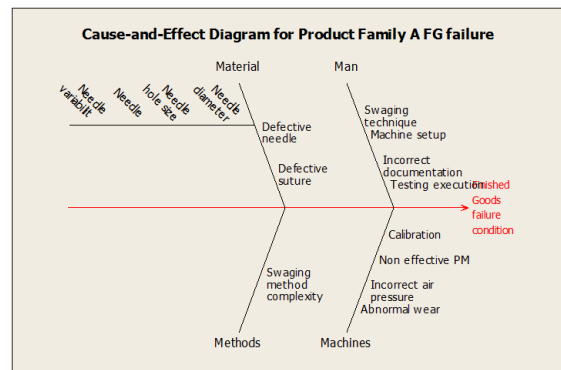 Cause-and-Effect Diagram for Product Family A FG failure
Material
Man
Needle
variabilit
Needle
Needle
hole size
Needle
diameter
Defective
needle
Defective
suture
Swaging
technique
Machine setup
Incorrect
documentation
Testing execution
Finished
Goods
failure
condition
Calibration
Non effective PM
Incorrect air
pressure
Abnormal wear
Swaging
method
complexity
Methods
Machines